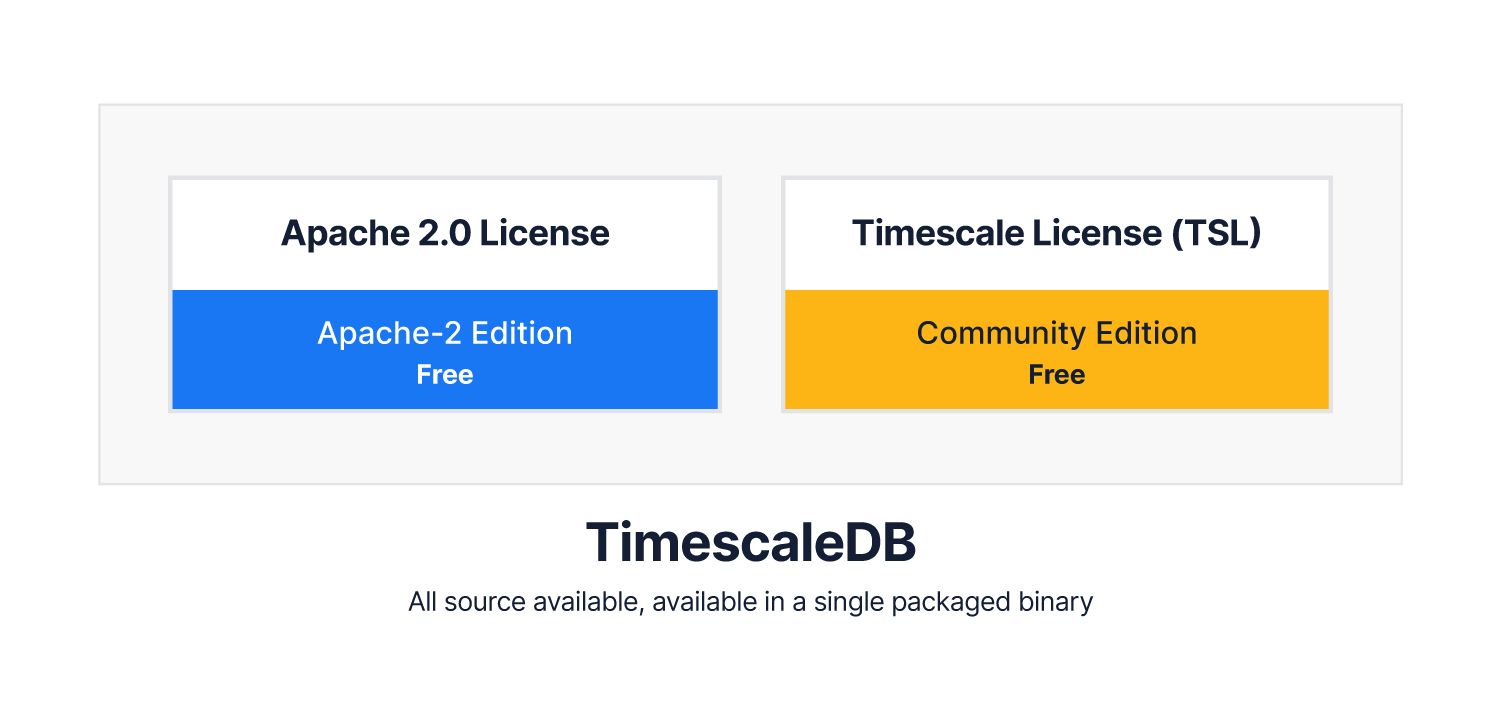 Apache 2.0 License
Apache-2 Edition
Free
Timescale License (TSL)
Community Edition
Free
TimescaleDB
All source available, available in a single packaged binary